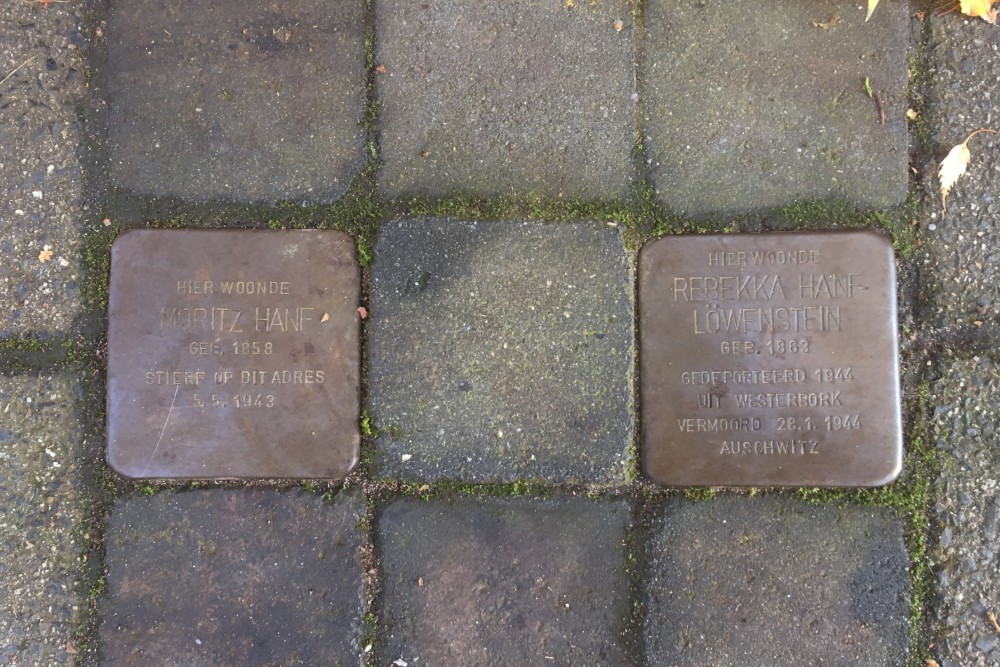 HIER WOONDE
MORITZ HANF
GEB. 1858
STIERF OP DIT ADRES
5.5.1943
HIER WOONDE
REBEKKA HANF-
LÖWENSTEIN
GEB. 1863
GEDEPORTEERD 1944
UIT WESTERBORK
VERMOORD 28.1.1944
AUSCHWITZ